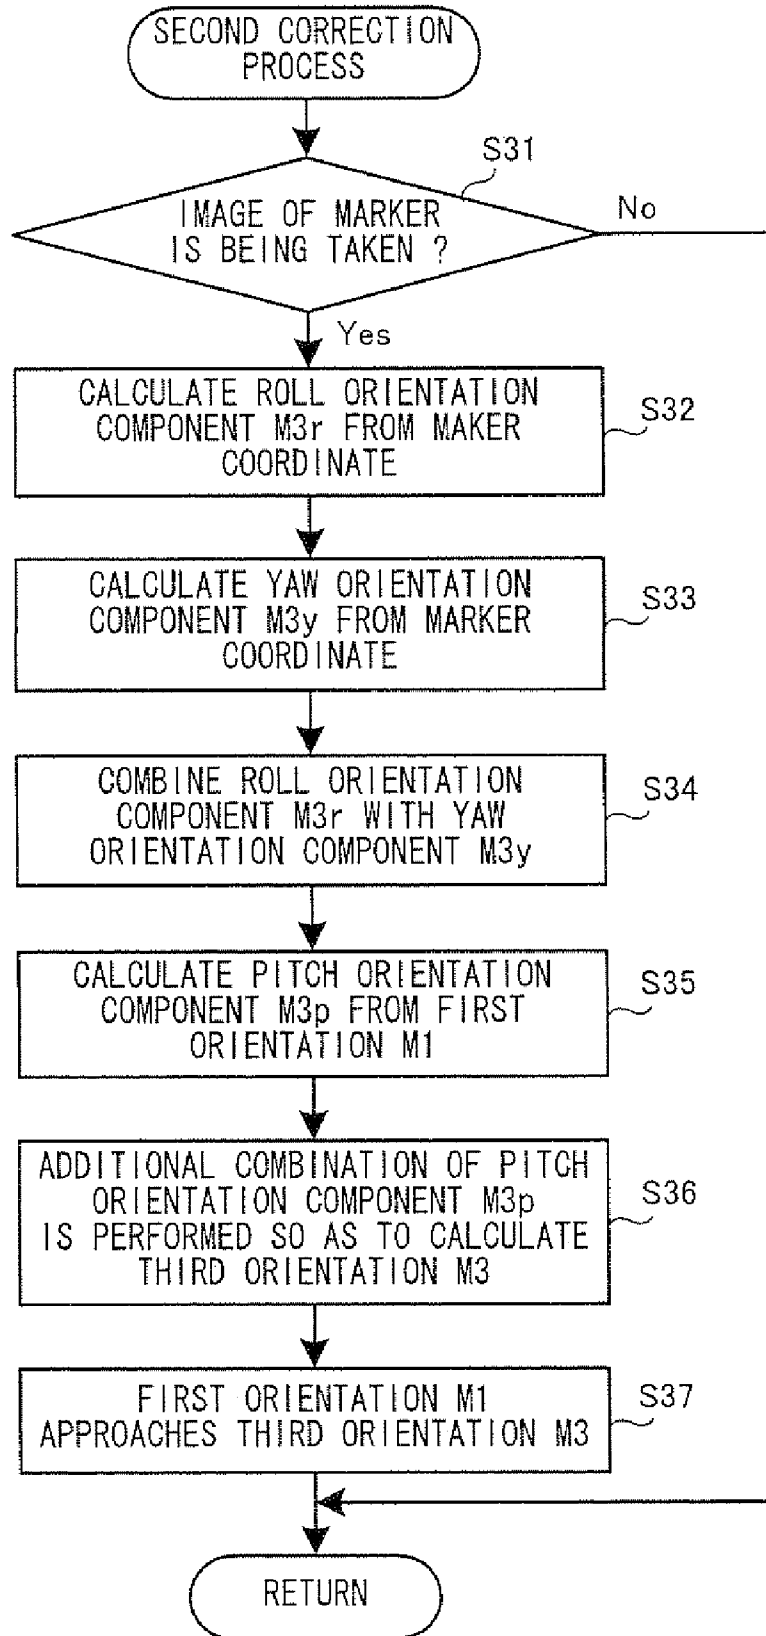 SECOND CORRECTION
PROCESS
S31
IMAGE OF MARKER
IS BEING TAKEN ?
No
Yes
CALCULATE ROLL ORIENTATION
COMPONENT M3r FROM MAKER
COORDINATE
S32
CALCULATE YAW ORIENTATION
COMPONENT M3y FROM MARKER
COORDINATE
S33
COMBINE ROLL ORIENTATION
COMPONENT M3r WITH YAW
ORIENTATION COMPONENT M3y
S34
CALCULATE PITCH ORIENTATION
COMPONENT M3p FROM FIRST
ORIENTATION M1
S35
ADDITIONAL COMBINATION OF PITCH
ORIENTATION COMPONENT M3p
IS PERFORMED SO AS TO CALCULATE
THIRD ORIENTATION M3
S36
FIRST ORIENTATION M1
APPROACHES THIRD ORIENTATION M3
S37
RETURN